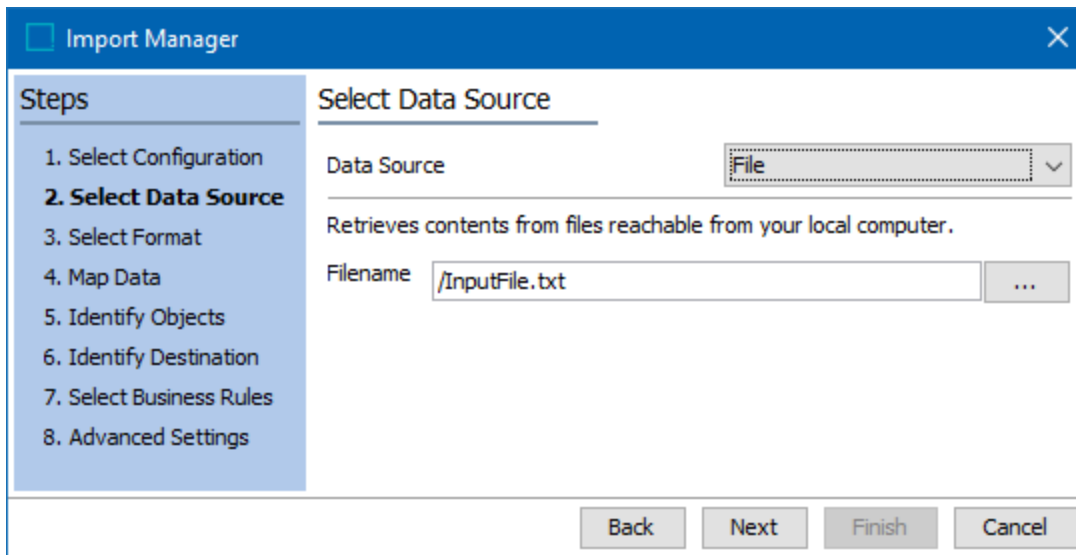 Import Manager
Steps
1. Select Configuration
2. Select Data Source
3. Select Format
4. Map Data
5. Identify Objects
6. Identify Destination
7. Select Business Rules
8. Advanced Settings
Select Data Source
Data Source File
Retrieves contents from files reachable from your local computer.
Filename /InputFile.txt ...
Back Next Finish Cancel